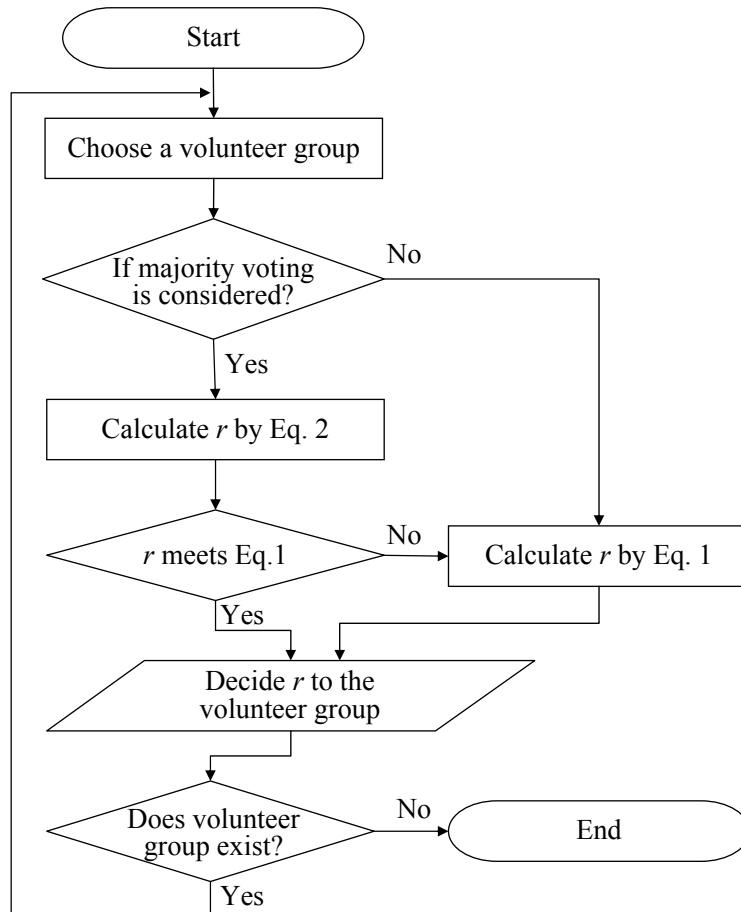 Start
Choose a volunteer group
If majority voting
is considered?
No
Yes
Calculate r by Eq. 2
r meets Eq.1
No
Calculate r by Eq. 1
Yes
Decide r to the
volunteer group
Does volunteer
group exist?
No
End
Yes